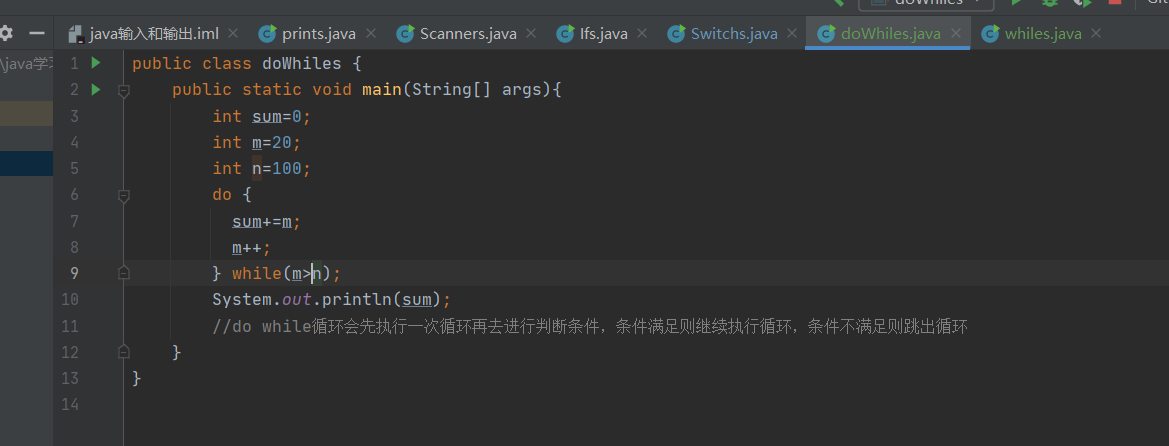 doWhiles
Git
java输入和输出.iml prints.java Scanners.java Ifs.java Switchs.java doWhiles.java whiles.java
\java学习
1 public class doWhiles {
2 public static void main(String[] args){
3 int sum=0;
4 int m=20;
5 int n=100;
6 do {
7 sum+=m;
8 m++;
9 } while(m>n);
10 System.out.println(sum);
11 //do while循环会先执行一次循环再去进行判断条件，条件满足则继续执行循环，条件不满足则跳出循环
12 }
13 }
14